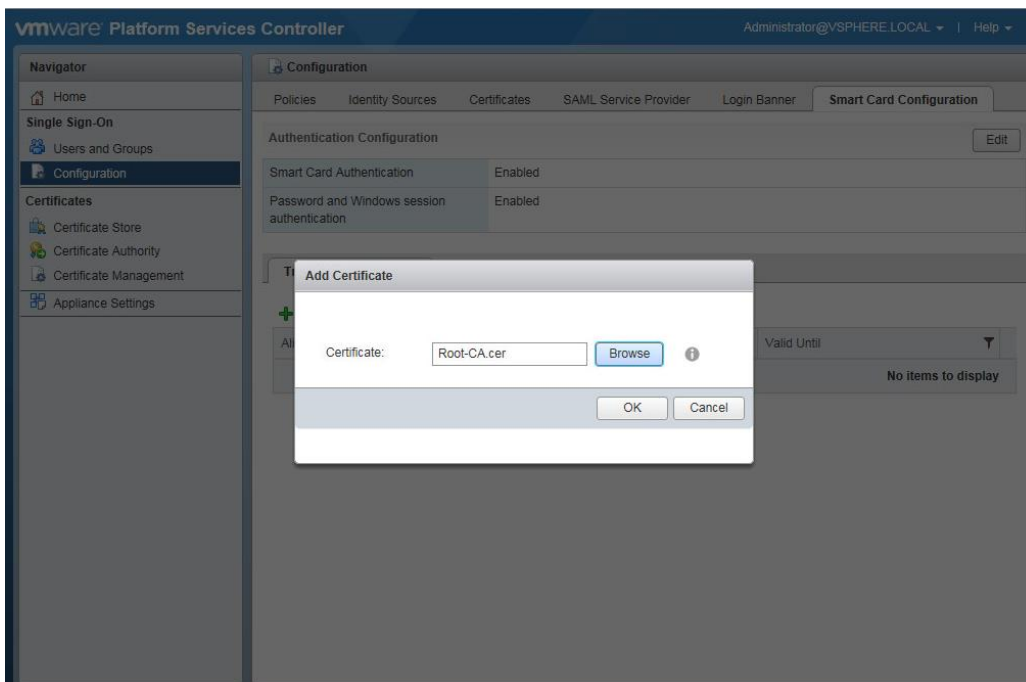 vmware Platform Services Controller
Administrator@VSPHERE.LOCAL | Help
Navigator
Home
Single Sign-On
Users and Groups
Configuration
Certificates
Certificate Store
Certificate Authority
Certificate Management
Appliance Settings
Configuration
Policies Identity Sources Certificates SAML Service Provider Login Banner Smart Card Configuration
Authentication Configuration Edit
Smart Card Authentication Enabled
Password and Windows session Enabled
authentication
Add Certificate
Certificate: Root-CA.cer Browse
Valid Until
No items to display
OK Cancel